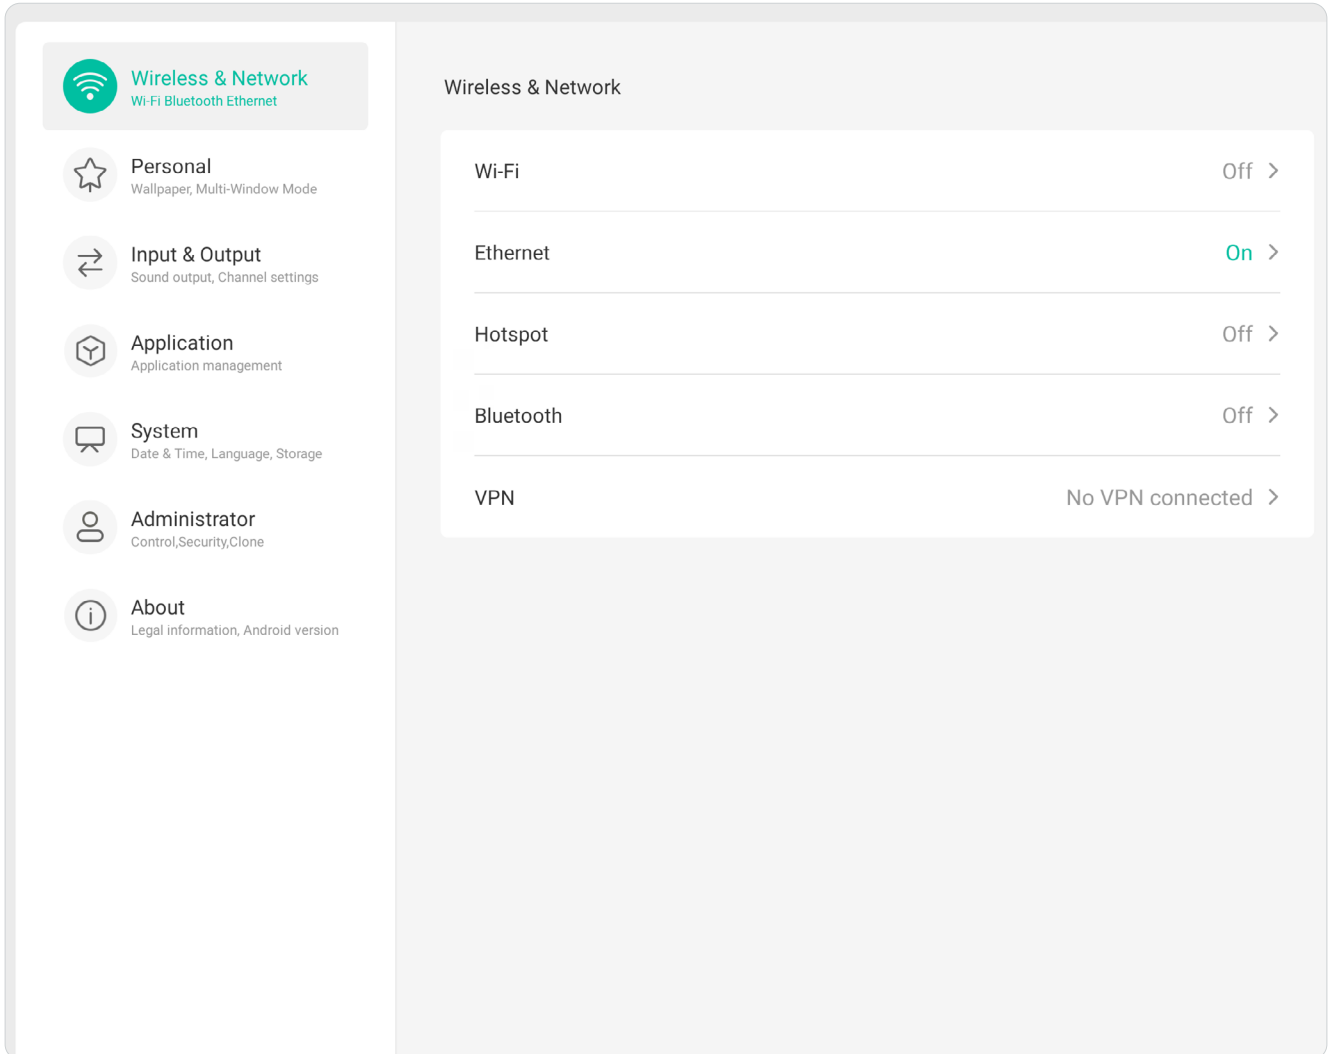 Wireless & Network
Wi-Fi Bluetooth Ethernet
Personal
Wallpaper, Multi-Window Mode
Input & Output
Sound output, Channel settings
Application
Application management
System
Date & Time, Language, Storage
Administrator
Control,Security,Clone
About
Legal information, Android version
Wireless & Network
Wi-Fi Off
Ethernet On
Hotspot Off
Bluetooth Off
VPN No VPN connected